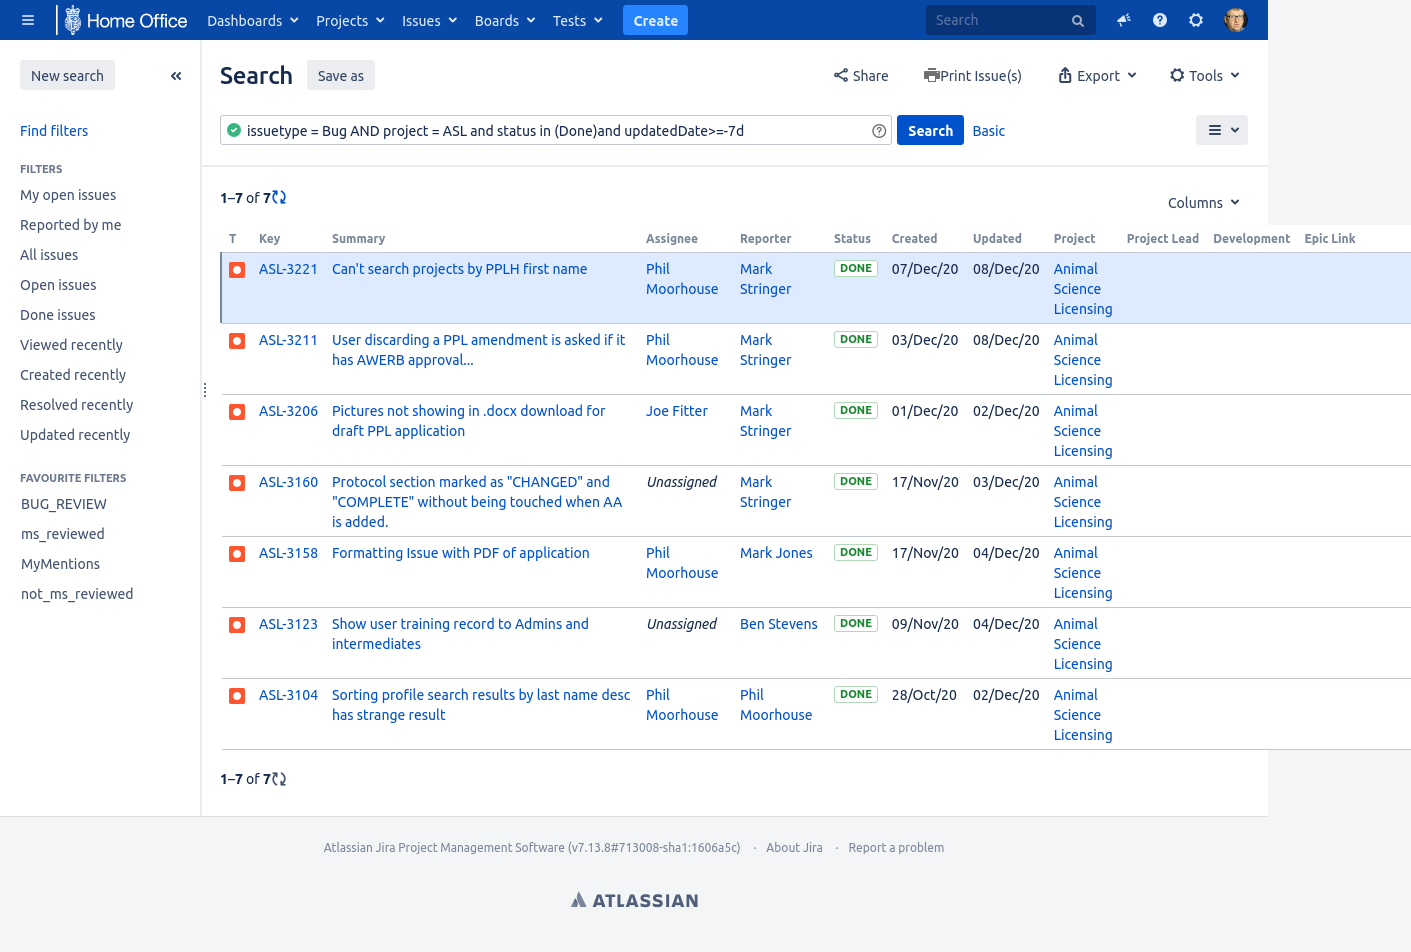 Home Office Dashboards Projects Issues Boards Tests Create Search
New search
Search Save as Share Print Issue(s) Export Tools
Find filters
issuetype = Bug AND project = ASL and status in (Done)and updatedDate>=-7d Search Basic
FILTERS
My open issues
Reported by me
All issues
Open issues
Done issues
Viewed recently
Created recently
Resolved recently
Updated recently
FAVOURITE FILTERS
BUG_REVIEW
ms_reviewed
MyMentions
not_ms_reviewed
1–7 of 7
Columns
T Key Summary Assignee Reporter Status Created Updated Project Project Lead Development Epic Link
ASL-3221 Can't search projects by PPLH first name Phil Mark DONE 07/Dec/20 08/Dec/20 Animal
Moorhouse Stringer Science
Licensing
ASL-3211 User discarding a PPL amendment is asked if it Phil Mark DONE 03/Dec/20 08/Dec/20 Animal
has AWERB approval... Moorhouse Stringer Science
Licensing
ASL-3206 Pictures not showing in .docx download for Joe Fitter Mark DONE 01/Dec/20 02/Dec/20 Animal
draft PPL application Stringer Science
Licensing
ASL-3160 Protocol section marked as "CHANGED" and Unassigned Mark DONE 17/Nov/20 03/Dec/20 Animal
"COMPLETE" without being touched when AA Stringer Science
is added. Licensing
ASL-3158 Formatting Issue with PDF of application Phil Mark Jones DONE 17/Nov/20 04/Dec/20 Animal
Moorhouse Science
Licensing
ASL-3123 Show user training record to Admins and Unassigned Ben Stevens DONE 09/Nov/20 04/Dec/20 Animal
intermediates Science
Licensing
ASL-3104 Sorting profile search results by last name desc Phil Phil DONE 28/Oct/20 02/Dec/20 Animal
has strange result Moorhouse Moorhouse Science
Licensing
1–7 of 7
Atlassian Jira Project Management Software (v7.13.8#713008-sha1:1606a5c) · About Jira · Report a problem
ATLASSIAN